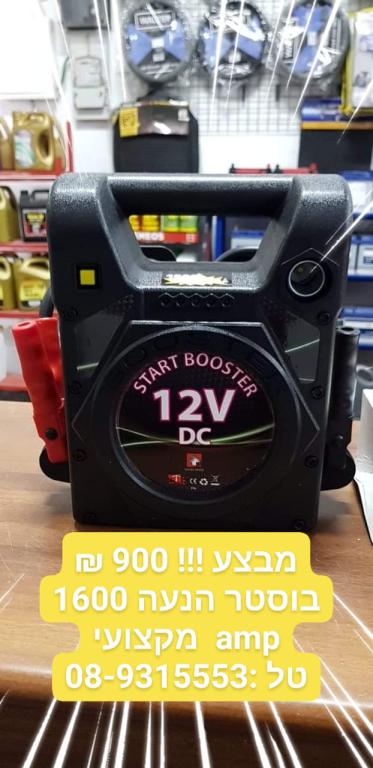 START BOOSTER
12V
DC
מבצע !!! 900 ₪
בוסטר הנעה 1600
amp מקצועי
טל :08-9315553